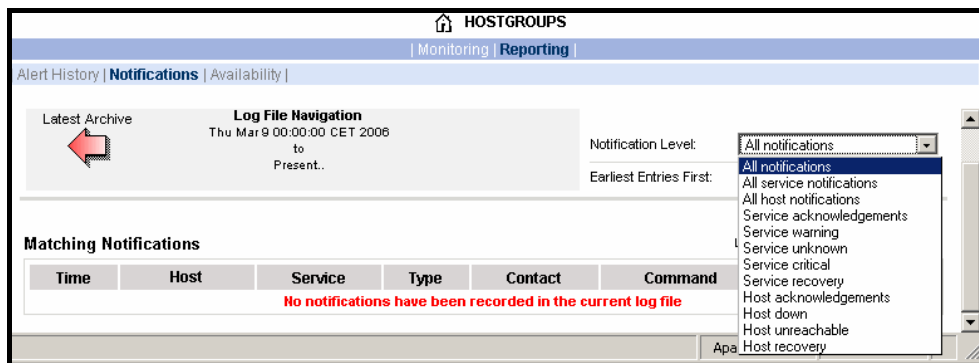 HOSTGROUPS
| Monitoring | Reporting |
Alert History | Notifications | Availability |
Latest Archive
Log File Navigation
Thu Mar 9 00:00:00 CET 2006
to
Present..
Notification Level:
All notifications
Earliest Entries First:
All notifications
All service notifications
All host notifications
Service acknowledgements
Service warning
Service unknown
Service critical
Service recovery
Host acknowledgements
Host down
Host unreachable
Host recovery
Matching Notifications
Time Host Service Type Contact Command
No notifications have been recorded in the current log file